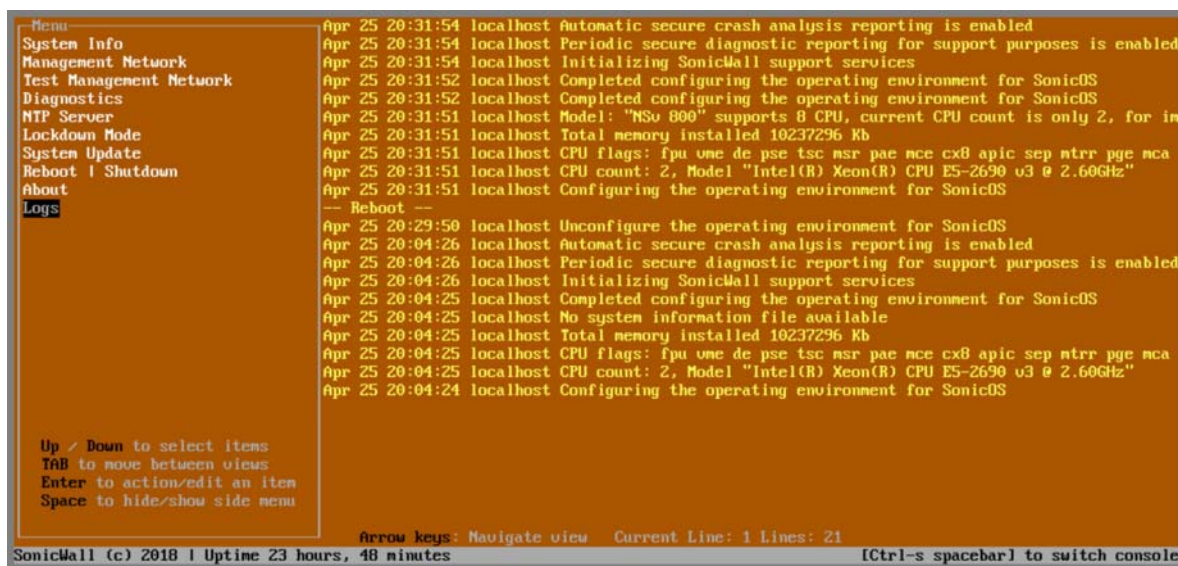 Menu
System Info
Management Network
Test Management Network
Diagnostics
NTP Server
Lockdown Mode
System Update
Reboot | Shutdown
About
Logs
Up / Down to select items
TAB to move between views
Enter to action/edit an item
Space to hide/show side menu
Apr 25 20:31:54 localhost Automatic secure crash analysis reporting is enabled
Apr 25 20:31:54 localhost Periodic secure diagnostic reporting for support purposes is enabled
Apr 25 20:31:54 localhost Initializing SonicWall support services
Apr 25 20:31:52 localhost Completed configuring the operating environment for SonicOS
Apr 25 20:31:52 localhost Completed configuring the operating environment for SonicOS
Apr 25 20:31:51 localhost Model: "NSv 800" supports 8 CPU, current CPU count is only 2, for im
Apr 25 20:31:51 localhost Total memory installed 10237296 Kb
Apr 25 20:31:51 localhost CPU flags: fpu vme de pse tsc msr pae mce cx8 apic sep mtrr pge mca
Apr 25 20:31:51 localhost CPU count: 2, Model "Intel(R) Xeon(R) CPU E5-2690 v3 @ 2.60GHz"
Apr 25 20:31:51 localhost Configuring the operating environment for SonicOS
-- Reboot --
Apr 25 20:29:50 localhost Unconfigure the operating environment for SonicOS
Apr 25 20:04:26 localhost Automatic secure crash analysis reporting is enabled
Apr 25 20:04:26 localhost Periodic secure diagnostic reporting for support purposes is enabled
Apr 25 20:04:26 localhost Initializing SonicWall support services
Apr 25 20:04:25 localhost Completed configuring the operating environment for SonicOS
Apr 25 20:04:25 localhost No system information file available
Apr 25 20:04:25 localhost Total memory installed 10237296 Kb
Apr 25 20:04:25 localhost CPU flags: fpu vme de pse tsc msr pae mce cx8 apic sep mtrr pge mca
Apr 25 20:04:25 localhost CPU count: 2, Model "Intel(R) Xeon(R) CPU E5-2690 v3 @ 2.60GHz"
Apr 25 20:04:24 localhost Configuring the operating environment for SonicOS
Arrow keys: Navigate view Current Line: 1 Lines: 21
SonicWall (c) 2018 | Uptime 23 hours, 48 minutes [Ctrl-s spacebar] to switch console